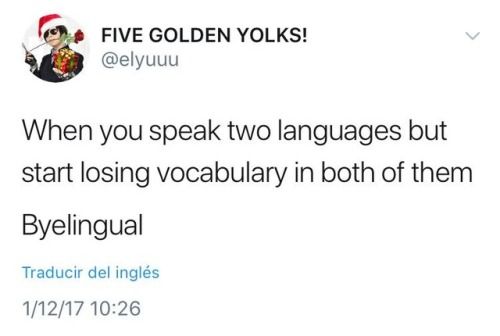 FIVE GOLDEN YOLKS!
@elyuuu
When you speak two languages but
start losing vocabulary in both of them
Byelingual
Traducir del inglés
1/12/17 10:26